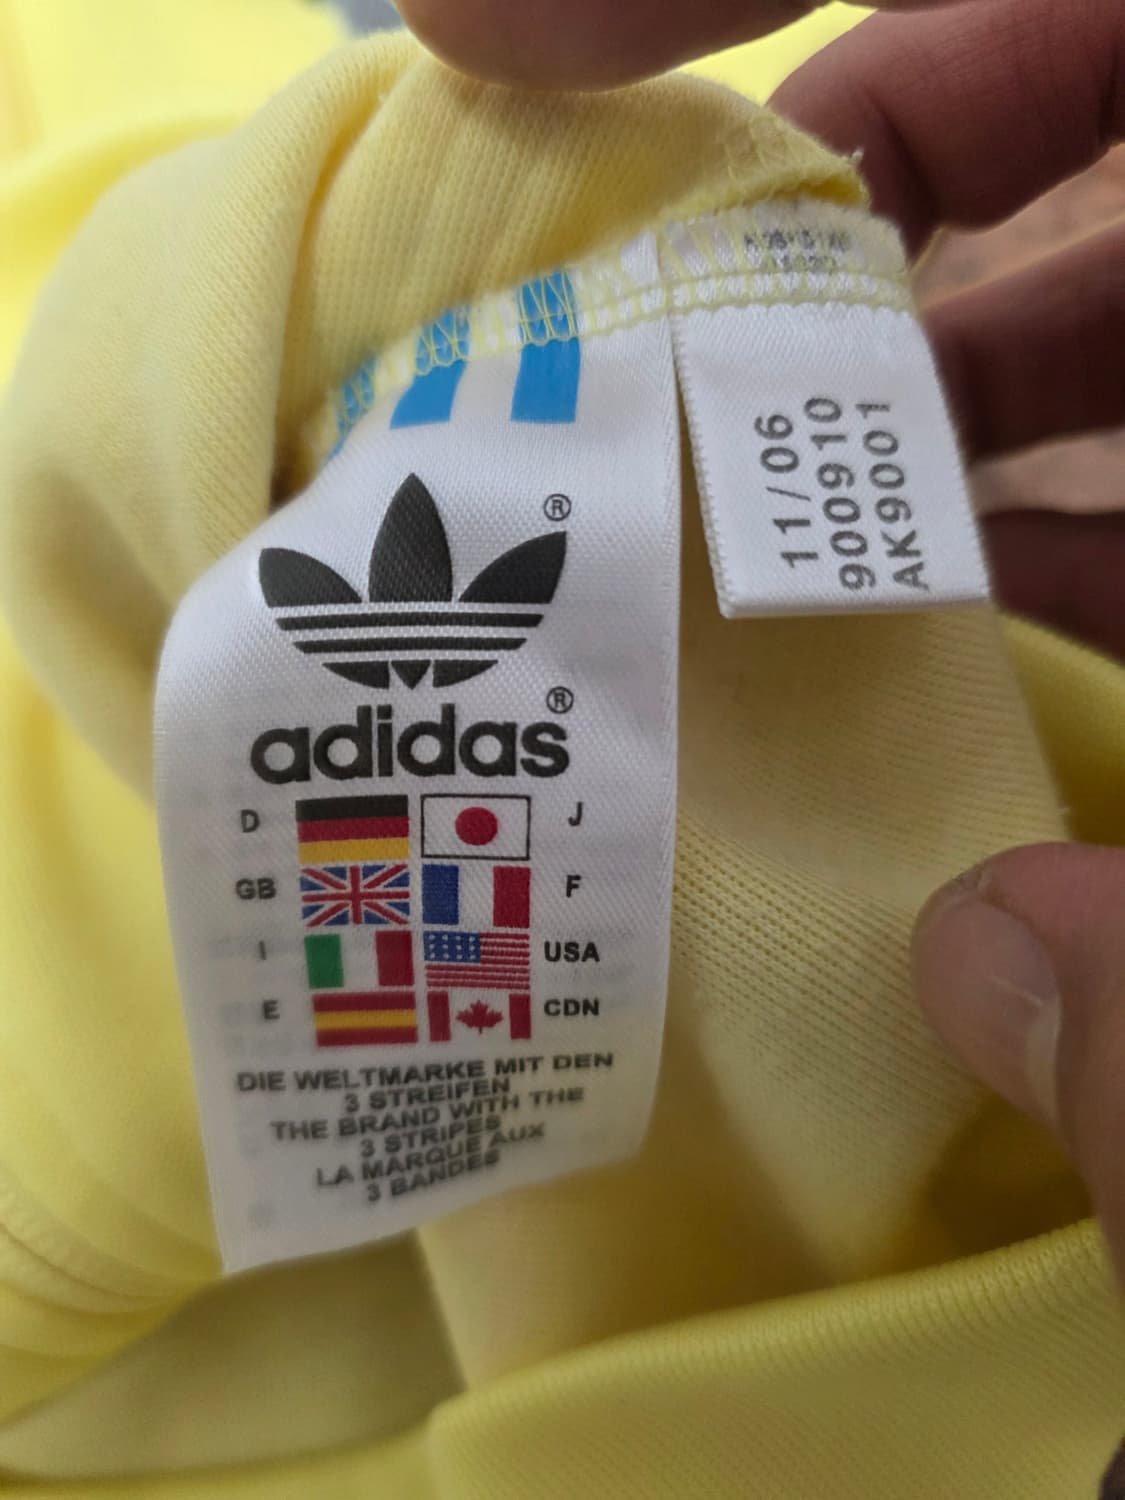 11/06
900910
AK9001
®
®
adidas
D J
GB F
I USA
E CDN
DIE WELTMARKE MIT DEN
3 STREIFEN
THE BRAND WITH THE
3 STRIPES
LA MARQUE AUX
3 BANDES